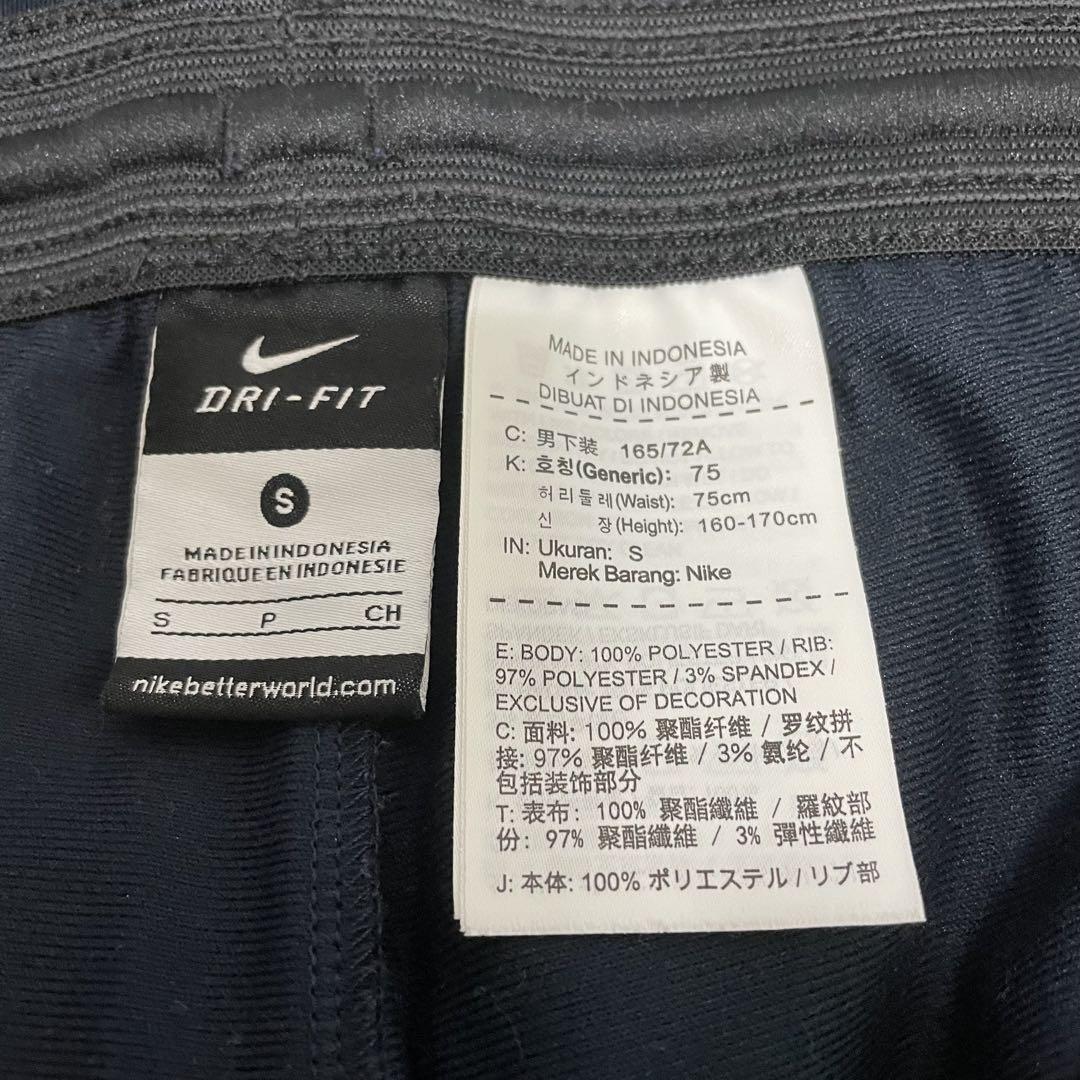 DRI-FIT
S
MADE IN INDONESIA
FABRIQUE EN INDONESIE
S P CH
nikebetterworld.com
MADE IN INDONESIA
インドネシア製
DIBUAT DI INDONESIA
C: 男下装 165/72A
K: 호칭(Generic): 75
허리둘레(Waist): 75cm
신 장(Height): 160-170cm
IN: Ukuran: S
Merek Barang: Nike
E: BODY: 100% POLYESTER / RIB:
97% POLYESTER / 3% SPANDEX /
EXCLUSIVE OF DECORATION
C: 面料: 100% 聚酯纤维 / 罗纹拼
接: 97% 聚酯纤维 / 3% 氨纶 / 不
包括装饰部分
T: 表布: 100% 聚酯纖維 / 羅紋部
份: 97% 聚酯纖維 / 3% 彈性纖維
J: 本体: 100% ポリエステル / リブ部